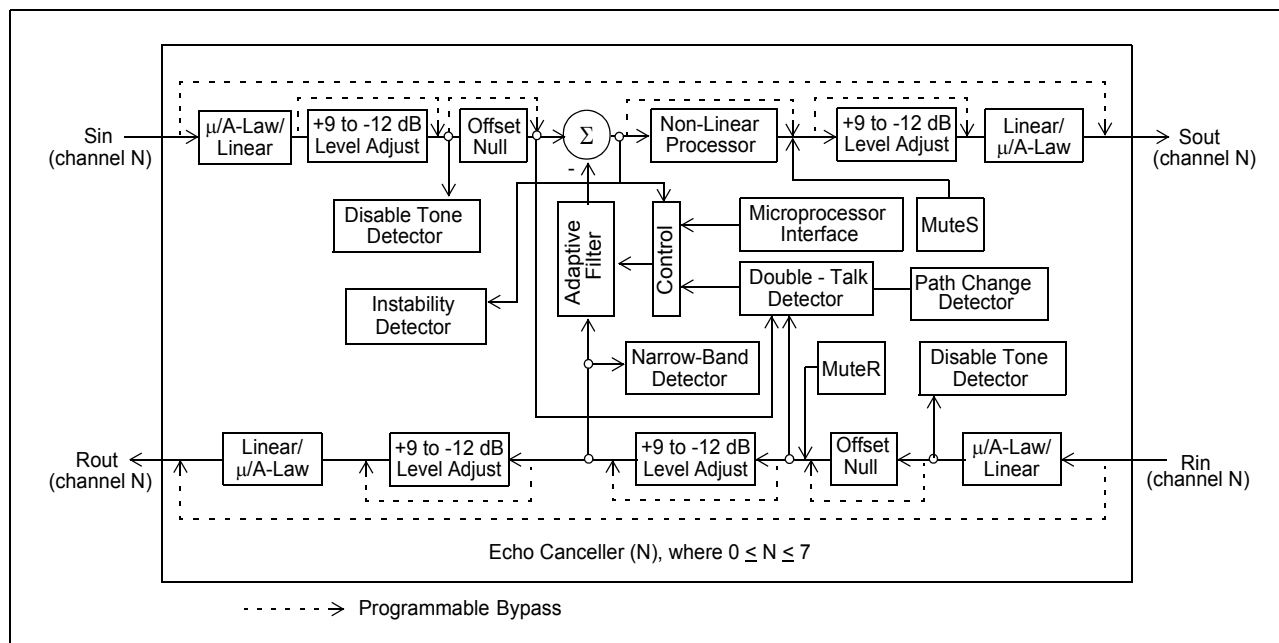 Sin
(channel N)
μ/A-Law/
Linear
+9 to -12 dB
Level Adjust
Offset
Null
Σ
-
Non-Linear
Processor
+9 to -12 dB
Level Adjust
Linear/
μ/A-Law
Sout
(channel N)
Disable Tone
Detector
Adaptive
Filter
Control
Microprocessor
Interface
MuteS
Instability
Detector
Double - Talk
Detector
Path Change
Detector
Narrow-Band
Detector
MuteR
Disable Tone
Detector
Rout
(channel N)
Linear/
μ/A-Law
+9 to -12 dB
Level Adjust
+9 to -12 dB
Level Adjust
Offset
Null
μ/A-Law/
Linear
Rin
(channel N)
Echo Canceller (N), where 0 ≤ N ≤ 7
Programmable Bypass